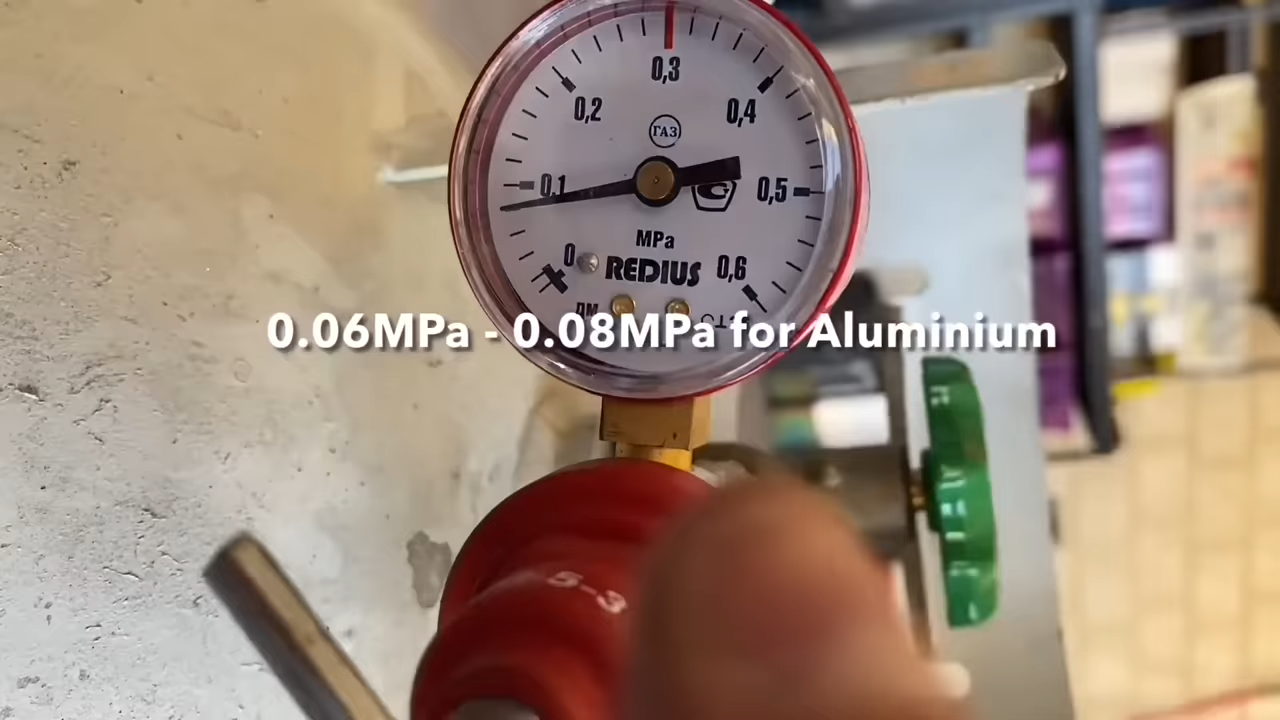 0,3
0,2
0,4
ГАЗ
0,1
0,5
MPa
0
REDIUS
0,6
0.06MPa - 0.08MPa for Aluminium